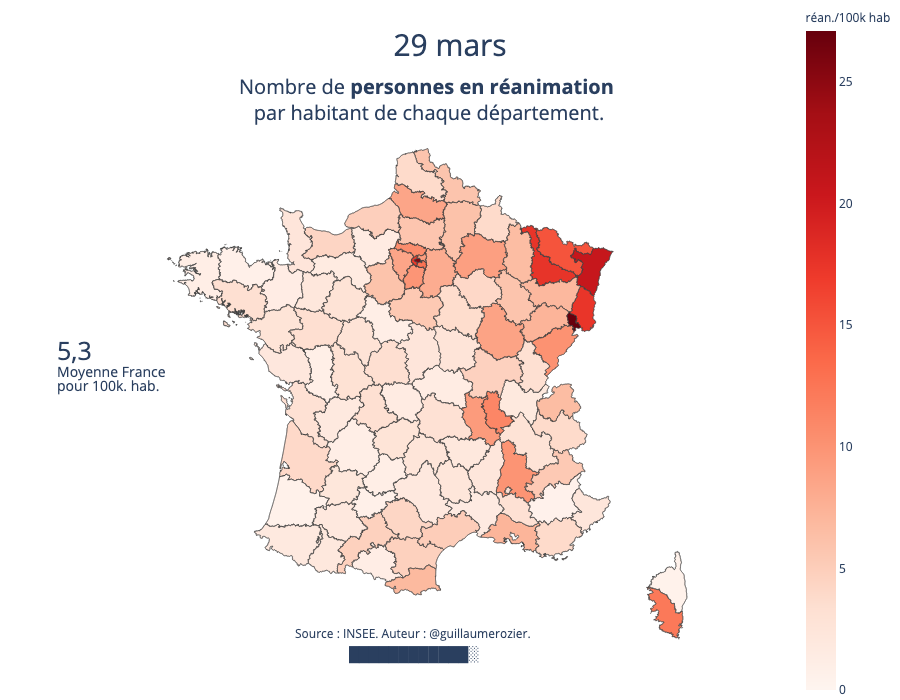 29 mars
Nombre de personnes en réanimation
par habitant de chaque département.
réan./100k hab
25
20
15
10
5
0
5,3
Moyenne France
pour 100k. hab.
Source : INSEE. Auteur : @guillaumerozier.